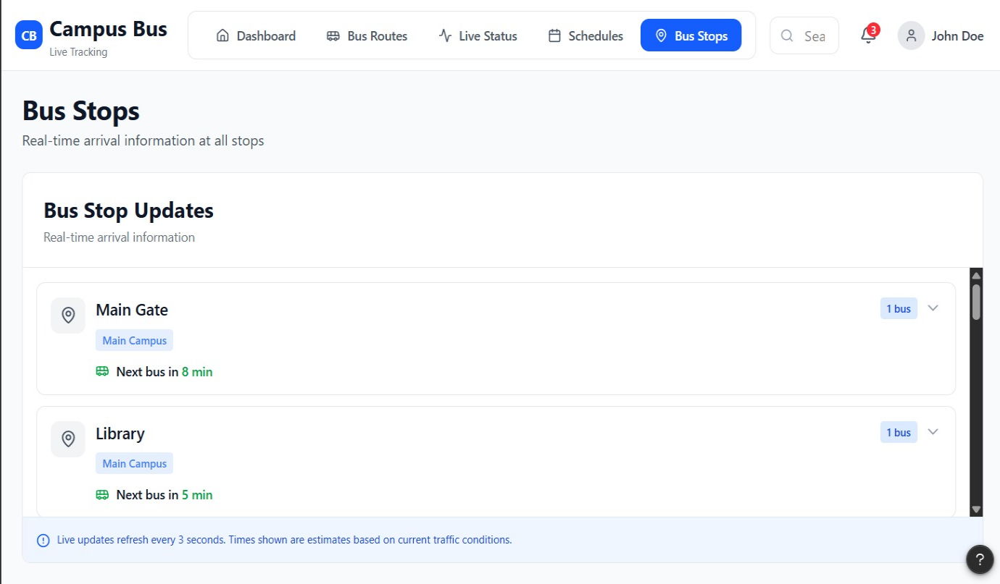 CB
Campus Bus
Live Tracking
Dashboard
Bus Routes
Live Status
Schedules
Bus Stops
Sea
3
John Doe
Bus Stops
Real-time arrival information at all stops
Bus Stop Updates
Real-time arrival information
Main Gate
1 bus
Main Campus
Next bus in 8 min
Library
1 bus
Main Campus
Next bus in 5 min
Live updates refresh every 3 seconds. Times shown are estimates based on current traffic conditions.
?